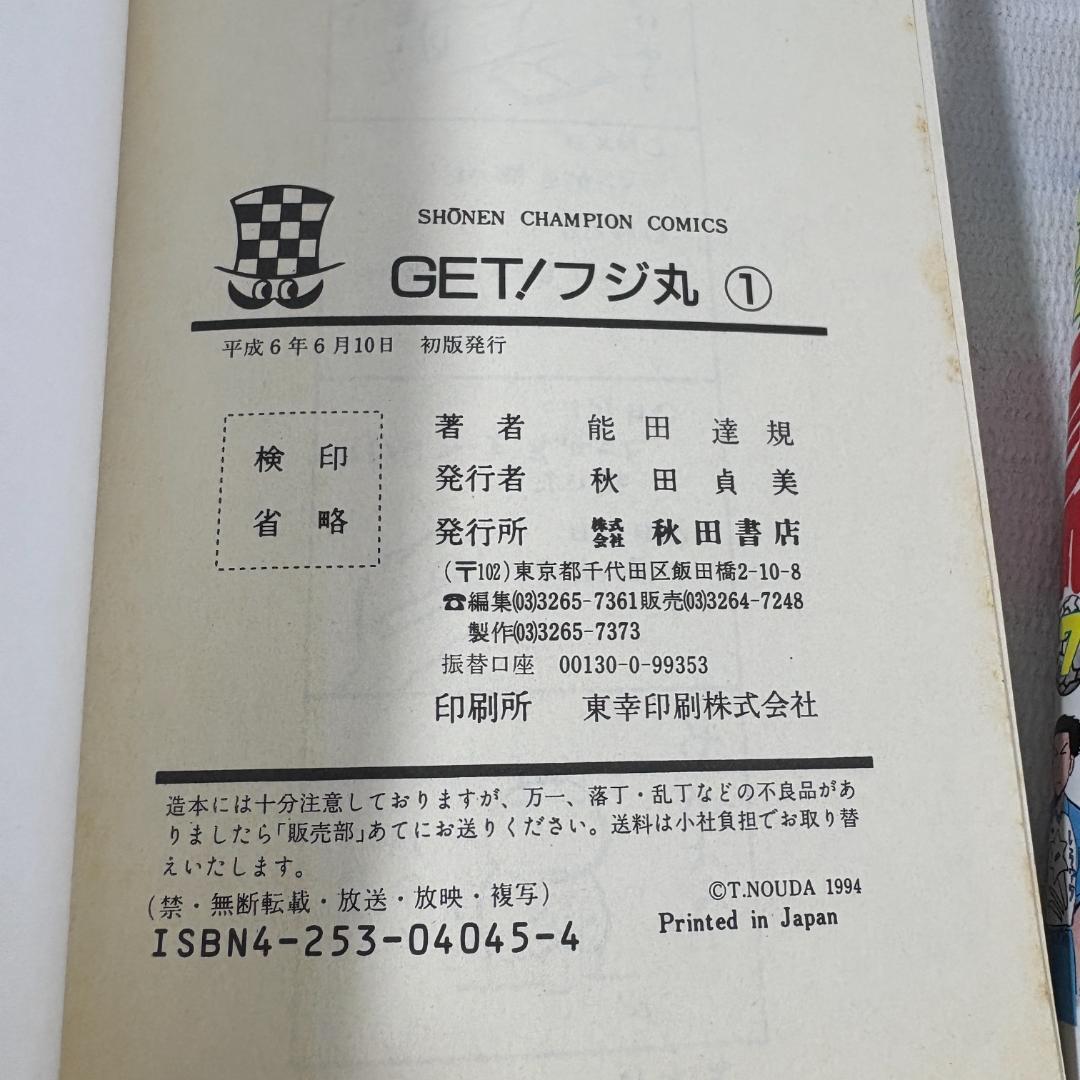 SHŌNEN CHAMPION COMICS
GET!フジ丸 ①
平成6年6月10日 初版発行
検印
省略
著者 能田達規
発行者 秋田貞美
発行所 株式会社 秋田書店
(〒102)東京都千代田区飯田橋2-10-8
☎編集(03)3265-7361販売(03)3264-7248
製作(03)3265-7373
振替口座 00130-0-99353
印刷所 東幸印刷株式会社
造本には十分注意しておりますが、万一、落丁・乱丁などの不良品があ
りましたら「販売部」あてにお送りください。送料は小社負担でお取り替
えいたします。
(禁・無断転載・放送・放映・複写)
©T.NOUDA 1994
ISBN4-253-04045-4
Printed in Japan